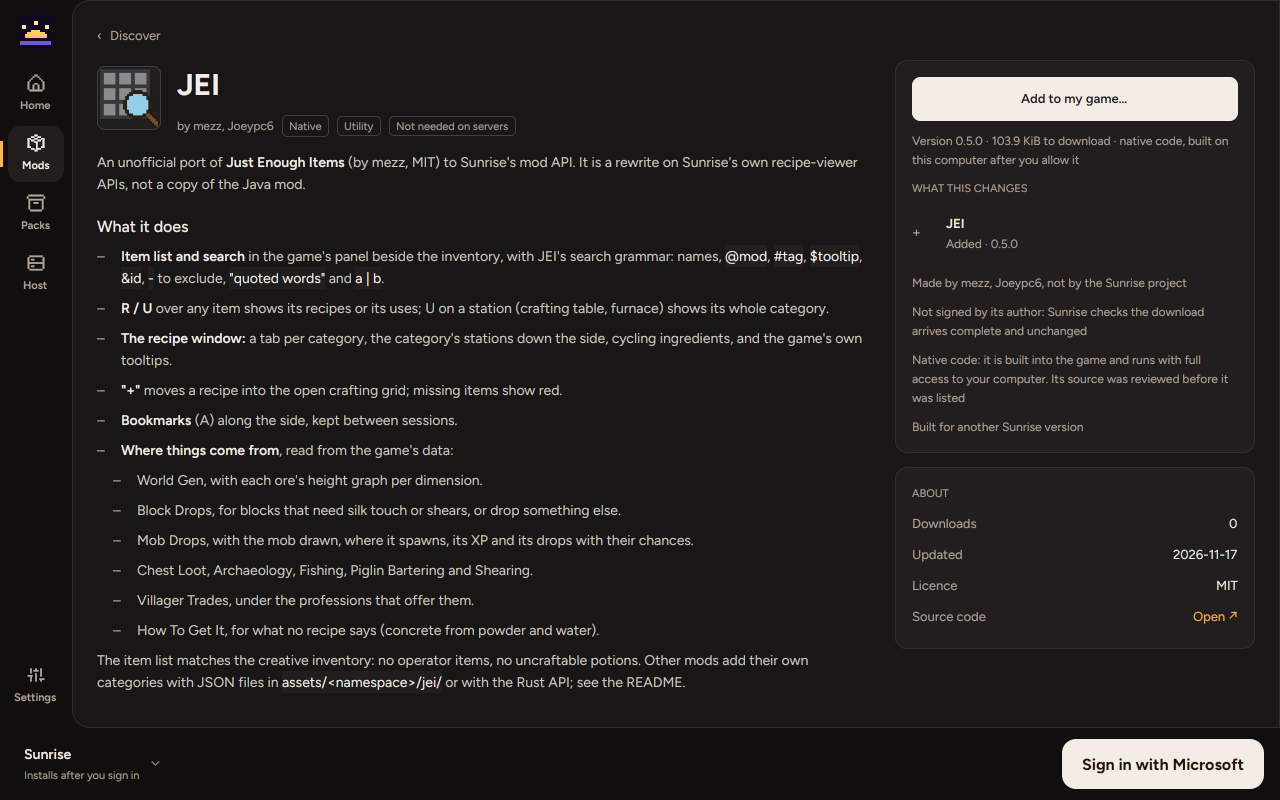 Home
Mods
Packs
Host
Settings
‹ Discover
JEI
by mezz, Joeypc6 Native Utility Not needed on servers
An unofficial port of Just Enough Items (by mezz, MIT) to Sunrise's mod API. It is a rewrite on Sunrise's own recipe-viewer
APIs, not a copy of the Java mod.
What it does
– Item list and search in the game's panel beside the inventory, with JEI's search grammar: names, @mod, #tag, $tooltip,
&id, - to exclude, "quoted words" and a | b.
– R / U over any item shows its recipes or its uses; U on a station (crafting table, furnace) shows its whole category.
– The recipe window: a tab per category, the category's stations down the side, cycling ingredients, and the game's own
tooltips.
– "+" moves a recipe into the open crafting grid; missing items show red.
– Bookmarks (A) along the side, kept between sessions.
– Where things come from, read from the game's data:
– World Gen, with each ore's height graph per dimension.
– Block Drops, for blocks that need silk touch or shears, or drop something else.
– Mob Drops, with the mob drawn, where it spawns, its XP and its drops with their chances.
– Chest Loot, Archaeology, Fishing, Piglin Bartering and Shearing.
– Villager Trades, under the professions that offer them.
– How To Get It, for what no recipe says (concrete from powder and water).
The item list matches the creative inventory: no operator items, no uncraftable potions. Other mods add their own
categories with JSON files in assets/<namespace>/jei/ or with the Rust API; see the README.
Add to my game...
Version 0.5.0 · 103.9 KiB to download · native code, built on
this computer after you allow it
WHAT THIS CHANGES
+ JEI
Added · 0.5.0
Made by mezz, Joeypc6, not by the Sunrise project
Not signed by its author: Sunrise checks the download
arrives complete and unchanged
Native code: it is built into the game and runs with full
access to your computer. Its source was reviewed before it
was listed
Built for another Sunrise version
ABOUT
Downloads 0
Updated 2026-11-17
Licence MIT
Source code Open ↗
Sunrise
Installs after you sign in
Sign in with Microsoft